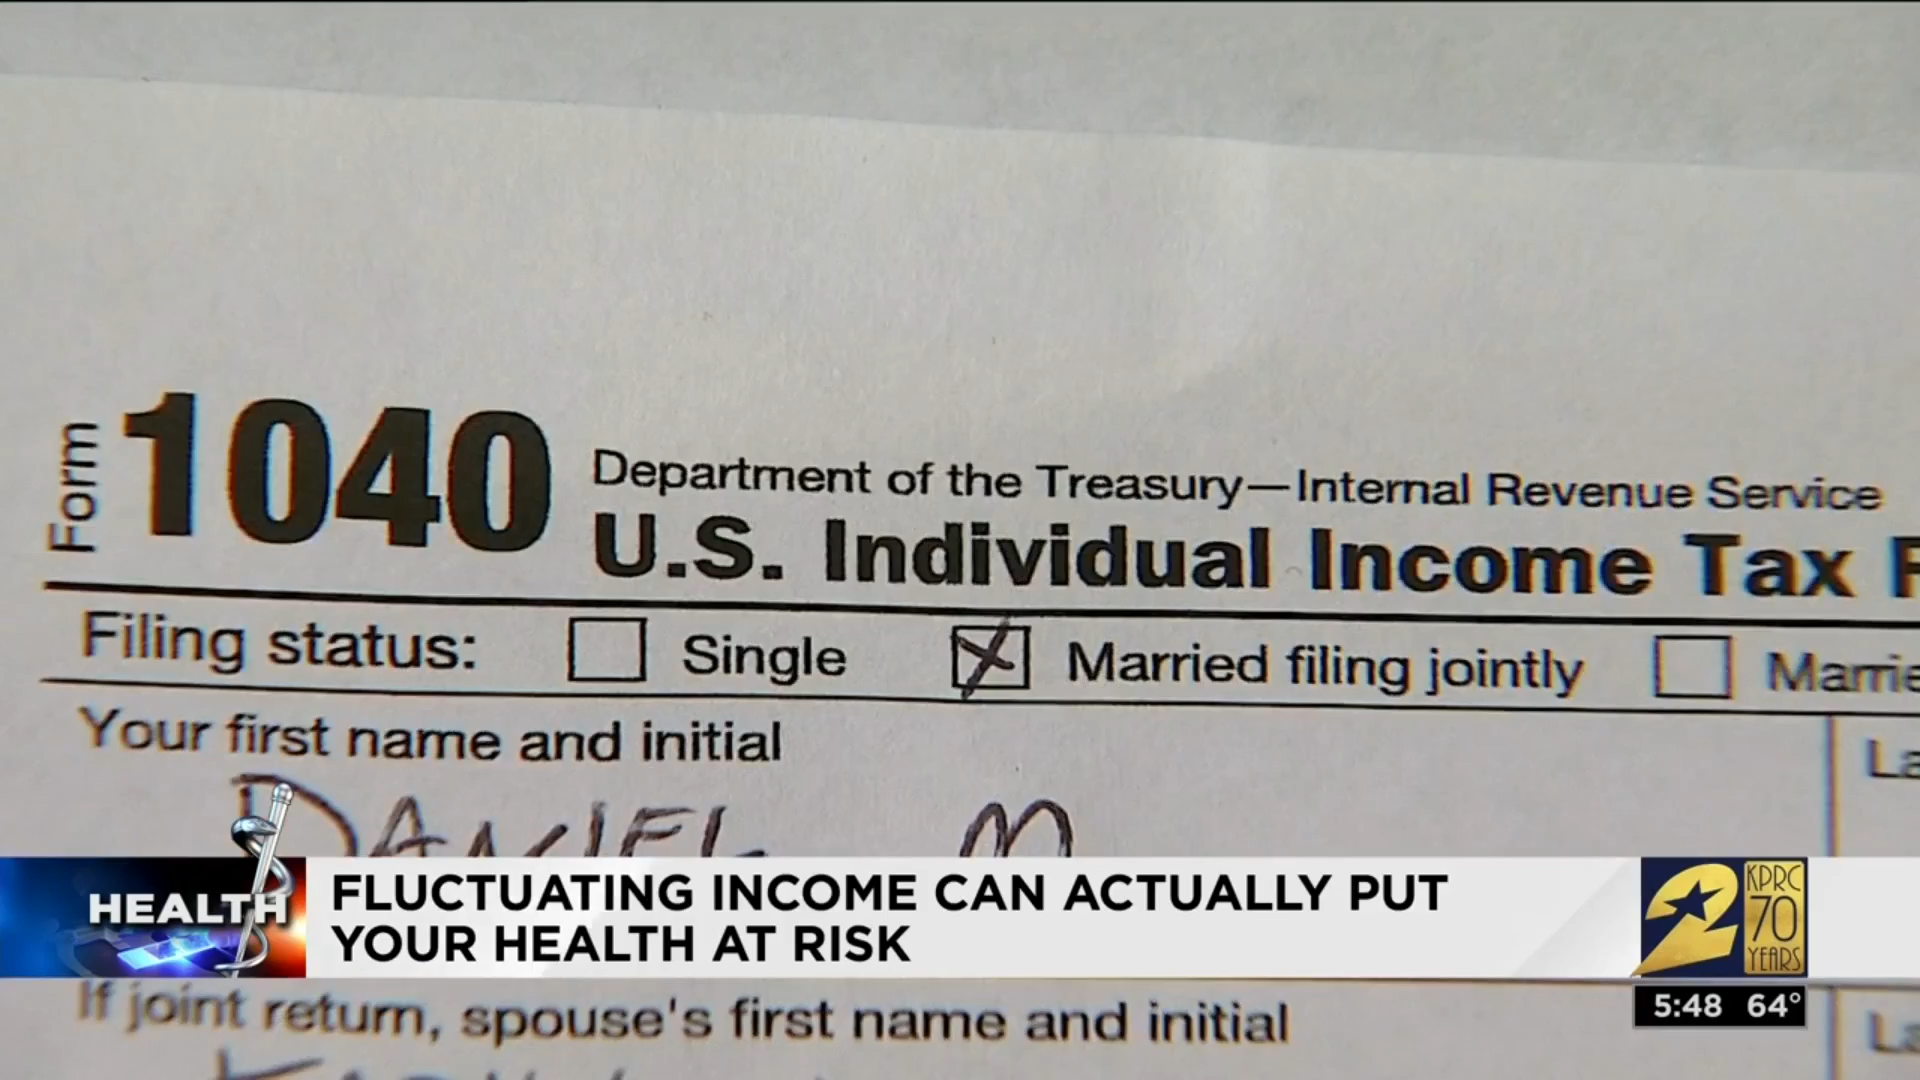 Form 1040
Department of the Treasury—Internal Revenue Service
U.S. Individual Income Tax
Filing status: Single Married filing jointly
Your first name and initial
DANIEL M
HEALTH
FLUCTUATING INCOME CAN ACTUALLY PUT
YOUR HEALTH AT RISK
2 KPRC
70
YEARS
5:48 64°
If joint return, spouse's first name and initial